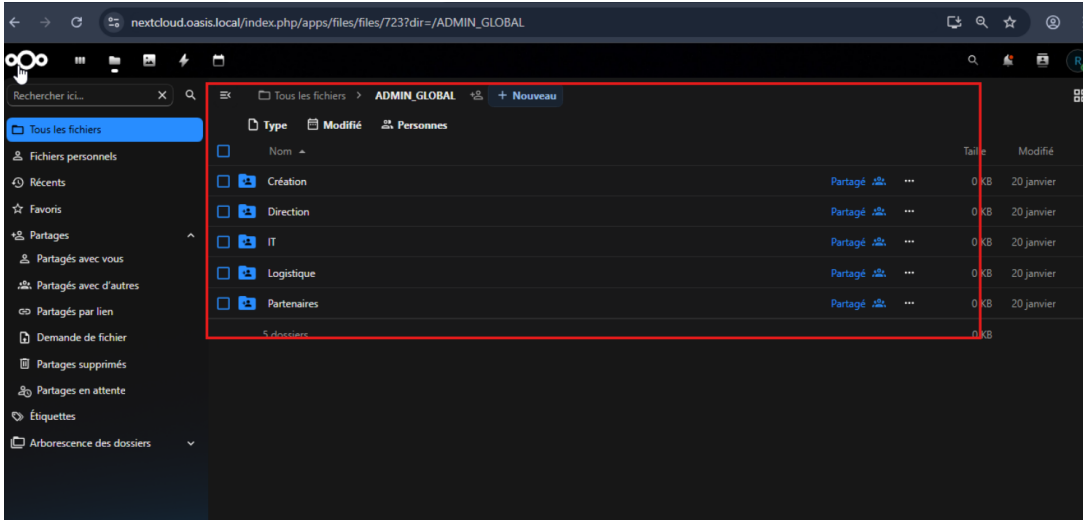 nextcloud.oasis.local/index.php/apps/files/files/723?dir=/ADMIN_GLOBAL
R
Rechercher ici...
Tous les fichiers > ADMIN_GLOBAL + Nouveau
Tous les fichiers
Type Modifié Personnes
Fichiers personnels
Nom Taille Modifié
Récents
Création Partagé ... 0 KB 20 janvier
Favoris
Direction Partagé ... 0 KB 20 janvier
Partages
IT Partagé ... 0 KB 20 janvier
Partagés avec vous
Logistique Partagé ... 0 KB 20 janvier
Partagés avec d'autres
Partenaires Partagé ... 0 KB 20 janvier
Partagés par lien
5 dossiers 0 KB
Demande de fichier
Partages supprimés
Partages en attente
Étiquettes
Arborescence des dossiers